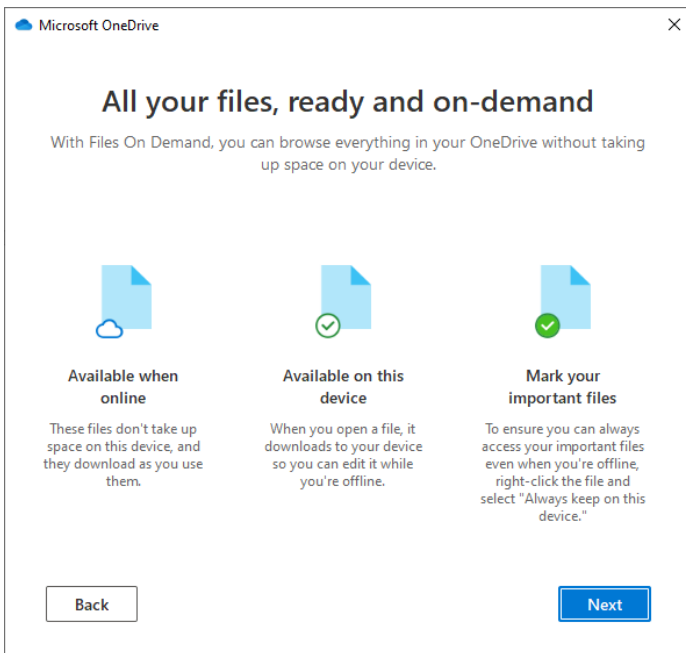 Microsoft OneDrive
All your files, ready and on-demand
With Files On Demand, you can browse everything in your OneDrive without taking
up space on your device.
Available when
online
These files don't take up
space on this device, and
they download as you use
them.
Available on this
device
When you open a file, it
downloads to your device
so you can edit it while
you're offline.
Mark your
important files
To ensure you can always
access your important files
even when you're offline,
right-click the file and
select "Always keep on this
device."
Back
Next